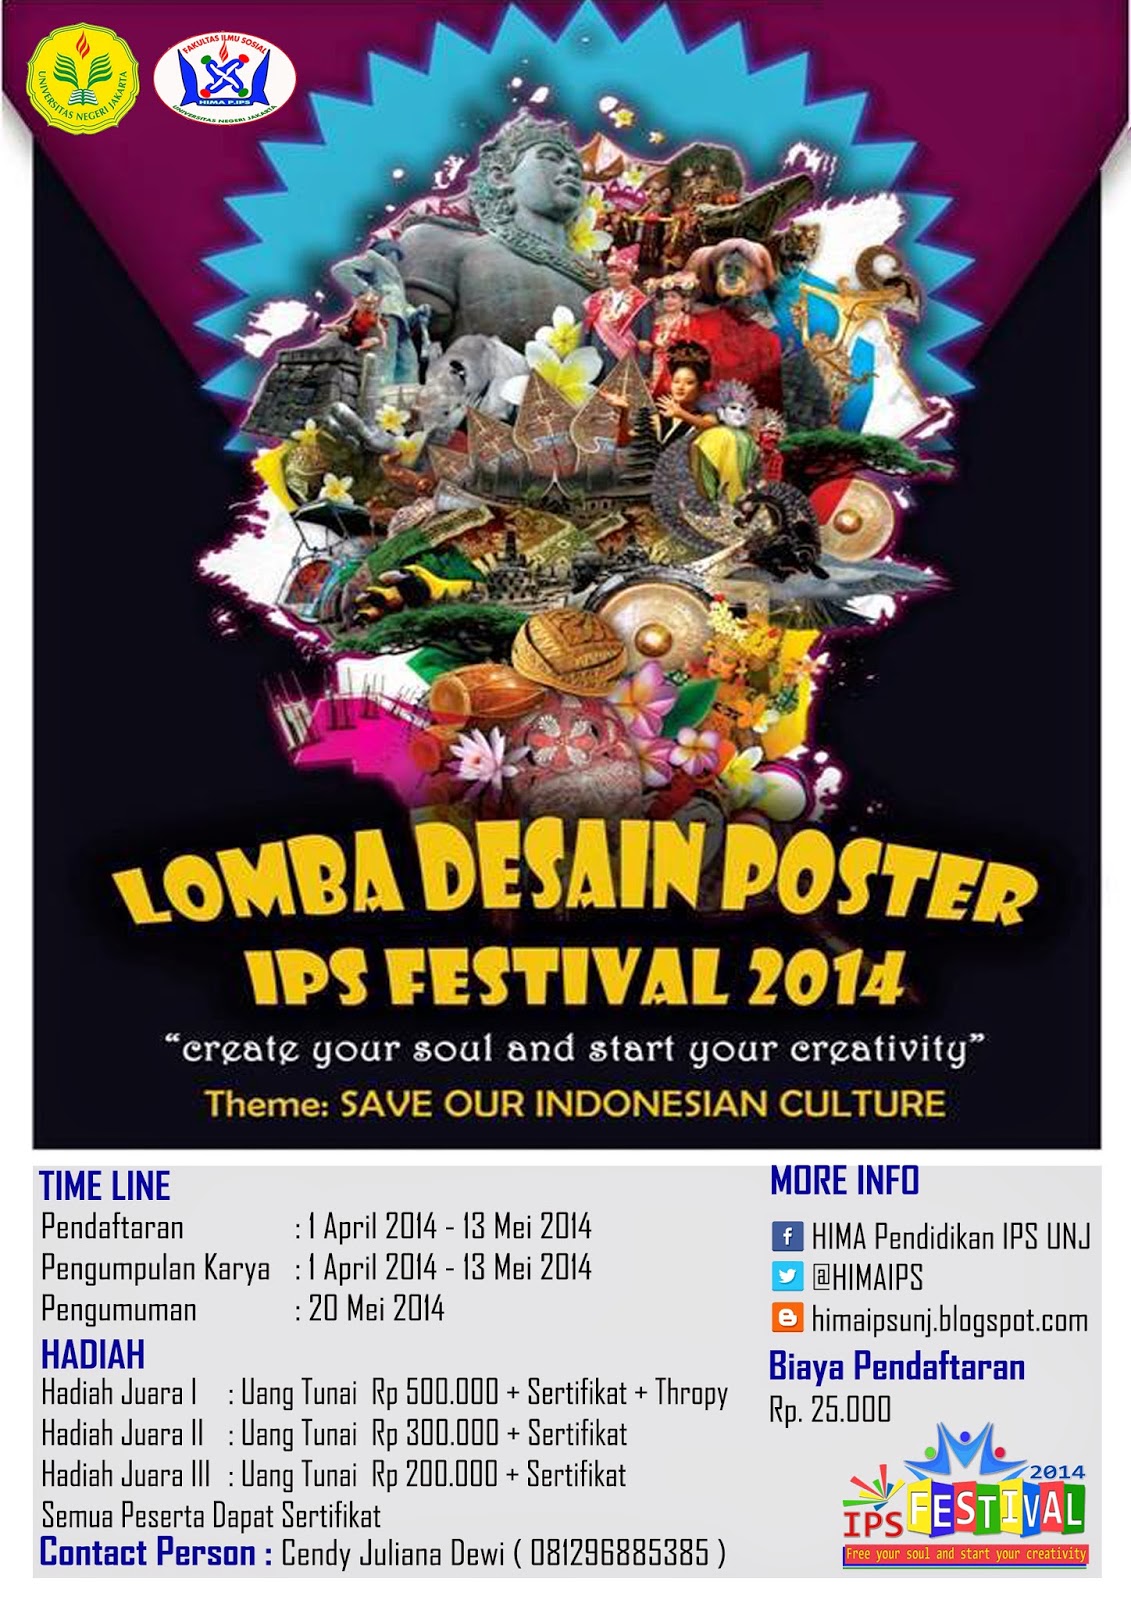 UNIVERSITAS NEGERI JAKARTA
FAKULTAS ILMU SOSIAL
HIMA P.IPS
UNIVERSITAS NEGERI JAKARTA
LOMBA DESAIN POSTER
IPS FESTIVAL 2014
“create your soul and start your creativity”
Theme: SAVE OUR INDONESIAN CULTURE
TIME LINE
Pendaftaran : 1 April 2014 - 13 Mei 2014
Pengumpulan Karya : 1 April 2014 - 13 Mei 2014
Pengumuman : 20 Mei 2014
HADIAH
Hadiah Juara I : Uang Tunai Rp 500.000 + Sertifikat + Thropy
Hadiah Juara II : Uang Tunai Rp 300.000 + Sertifikat
Hadiah Juara III : Uang Tunai Rp 200.000 + Sertifikat
Semua Peserta Dapat Sertifikat
Contact Person : Cendy Juliana Dewi ( 081296885385 )
MORE INFO
HIMA Pendidikan IPS UNJ
@HIMAIPS
himaipsunj.blogspot.com
Biaya Pendaftaran
Rp. 25.000
2014
IPS FESTIVAL
Free your soul and start your creativity